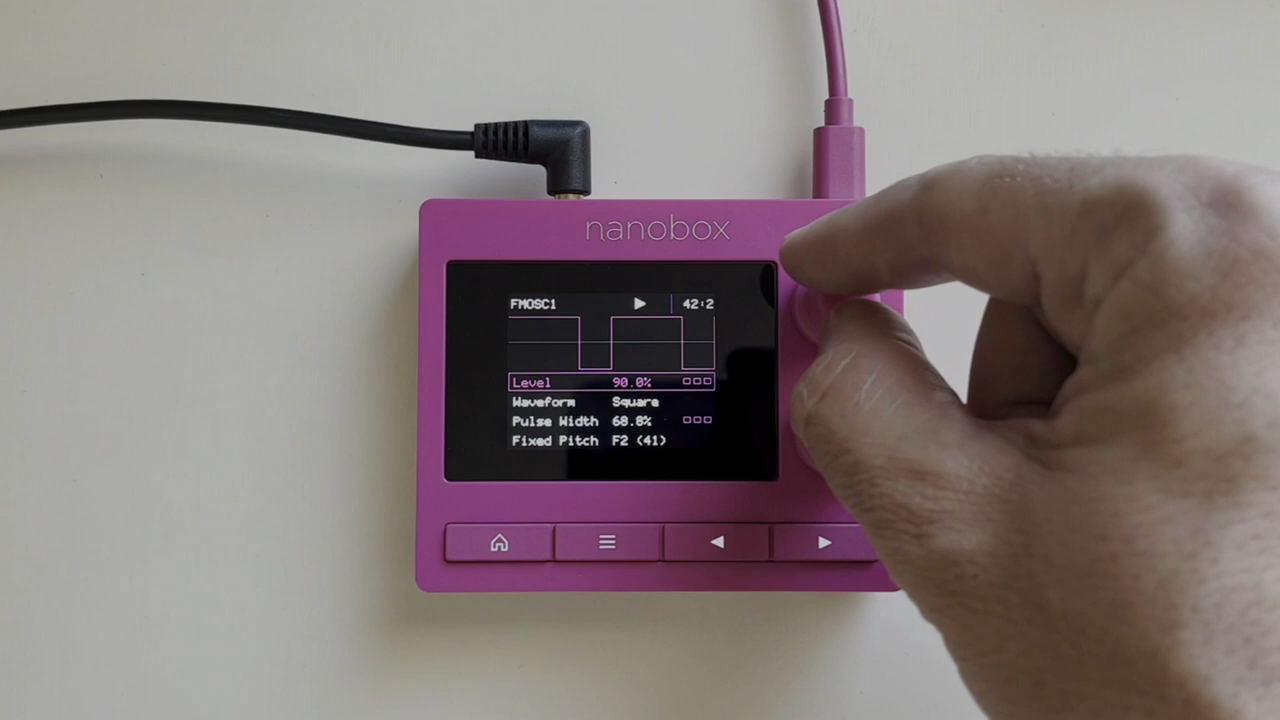 nanobox
FMOSC1 42:2
Level 90.0%
Waveform Square
Pulse Width 68.8%
Fixed Pitch F2 (41)